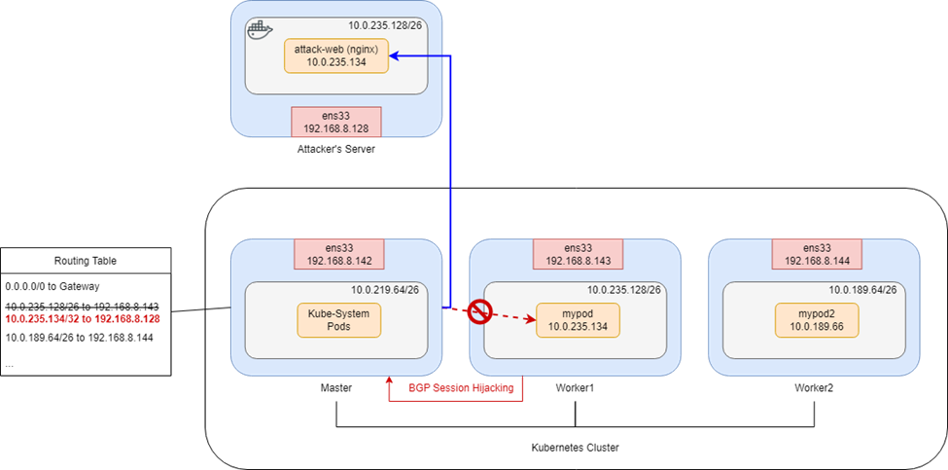 10.0.235.128/26
attack-web (nginx)
10.0.235.134
ens33
192.168.8.128
Attacker's Server
Routing Table
0.0.0.0/0 to Gateway
10.0.235.128/26 to 192.168.8.143
10.0.235.134/32 to 192.168.8.128
10.0.189.64/26 to 192.168.8.144
...
ens33
192.168.8.142
10.0.219.64/26
Kube-System
Pods
Master
BGP Session Hijacking
ens33
192.168.8.143
10.0.235.128/26
mypod
10.0.235.134
Worker1
ens33
192.168.8.144
10.0.189.64/26
mypod2
10.0.189.66
Worker2
Kubernetes Cluster